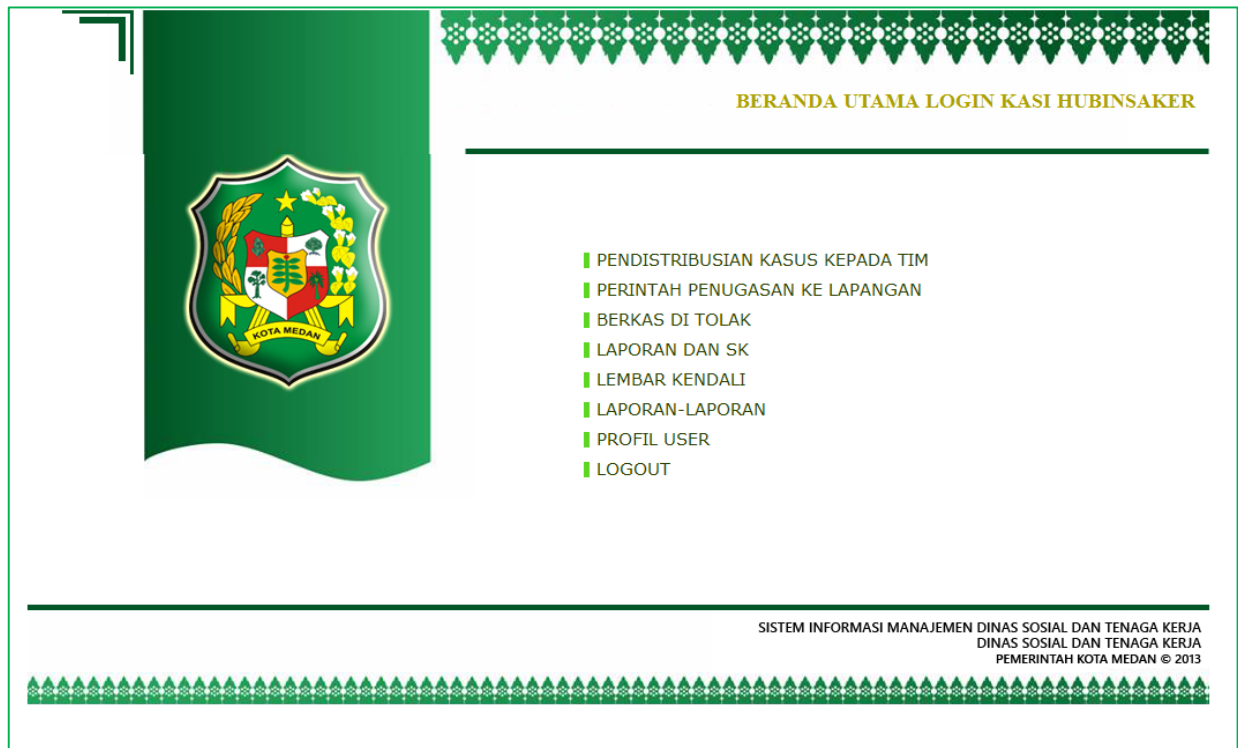 BERANDA UTAMA LOGIN KASI HUBINSAKER
KOTA MEDAN
PENDISTRIBUSIAN KASUS KEPADA TIM
PERINTAH PENUGASAN KE LAPANGAN
BERKAS DI TOLAK
LAPORAN DAN SK
LEMBAR KENDALI
LAPORAN-LAPORAN
PROFIL USER
LOGOUT
SISTEM INFORMASI MANAJEMEN DINAS SOSIAL DAN TENAGA KERJA
DINAS SOSIAL DAN TENAGA KERJA
PEMERINTAH KOTA MEDAN © 2013